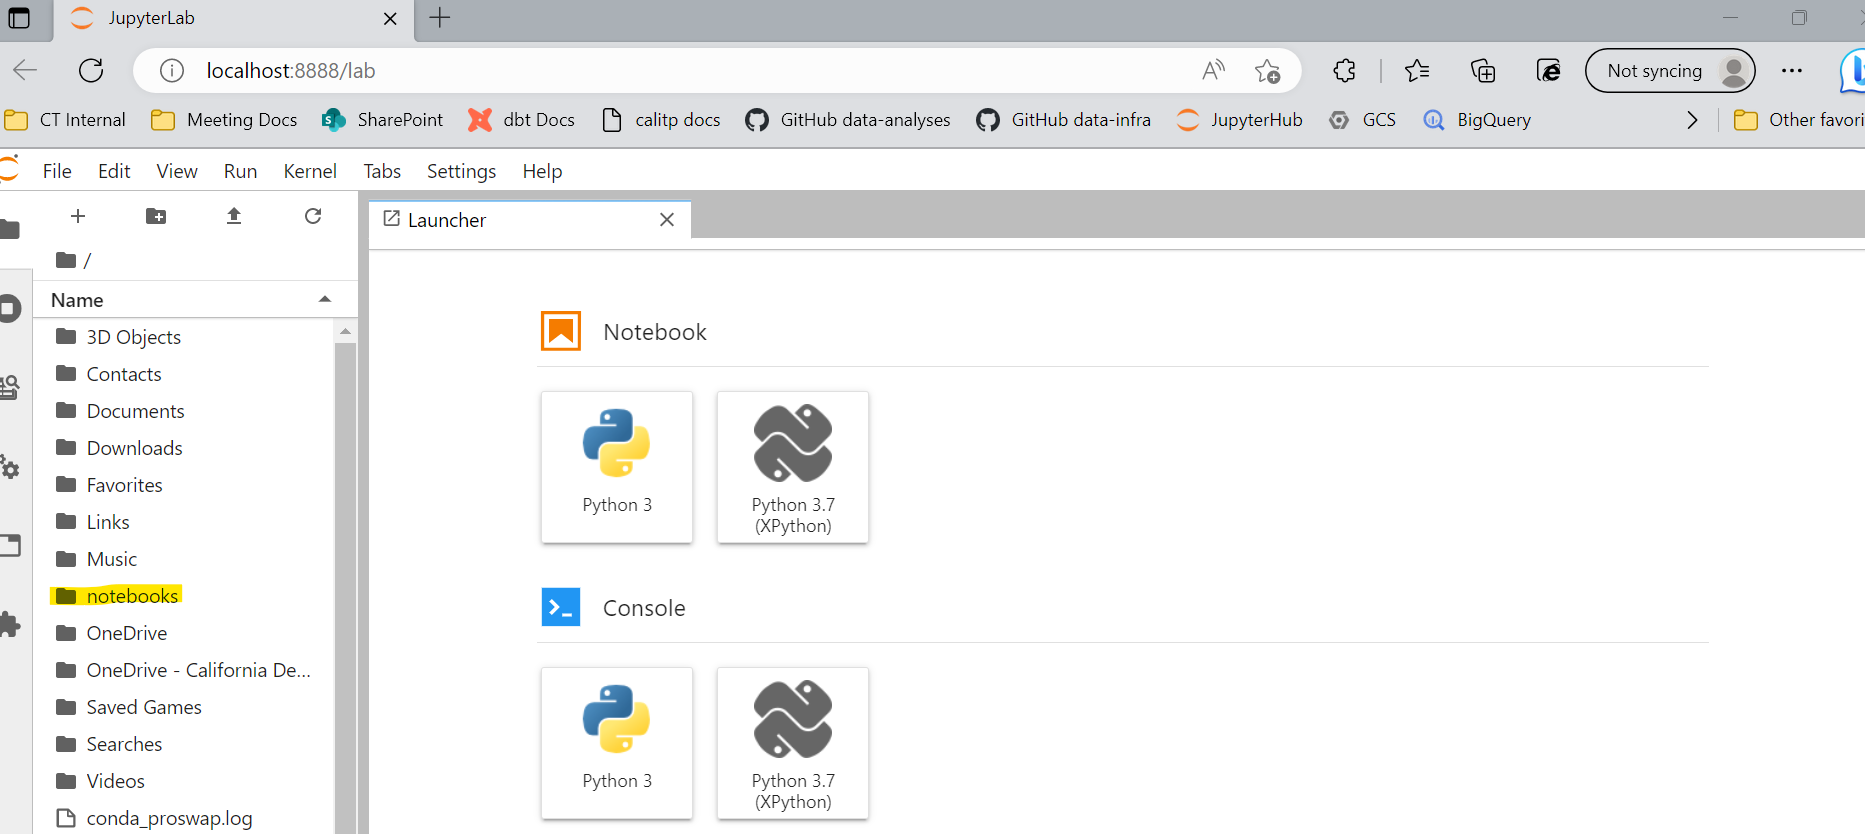 JupyterLab
localhost:8888/lab
Not syncing
CT Internal
Meeting Docs
SharePoint
dbt Docs
calitp docs
GitHub data-analyses
GitHub data-infra
JupyterHub
GCS
BigQuery
Other favori
File Edit View Run Kernel Tabs Settings Help
Launcher
/
Name
3D Objects
Contacts
Documents
Downloads
Favorites
Links
Music
notebooks
OneDrive
OneDrive - California De...
Saved Games
Searches
Videos
conda_proswap.log
Notebook
Python 3
Python 3.7
(XPython)
Console
Python 3
Python 3.7
(XPython)